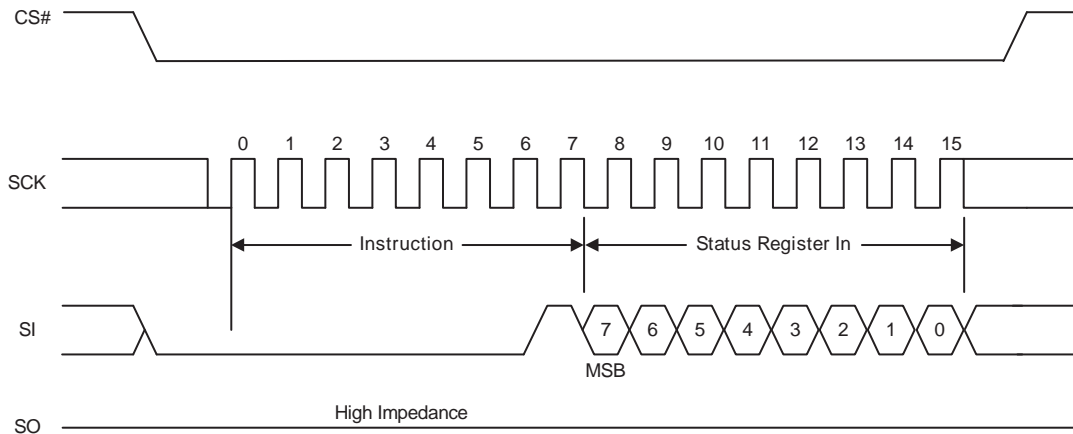 CS#
0 1 2 3 4 5 6 7 8 9 10 11 12 13 14 15
SCK
Instruction Status Register In
SI 7 6 5 4 3 2 1 0
MSB
High Impedance
SO